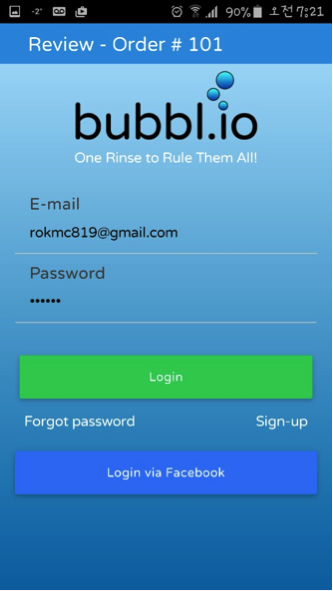 -2° 90% 오전 7:21
Review - Order # 101
bubbl.io
One Rinse to Rule Them All!
E-mail
rokmc819@gmail.com
Password
••••••
Login
Forgot password Sign-up
Login via Facebook